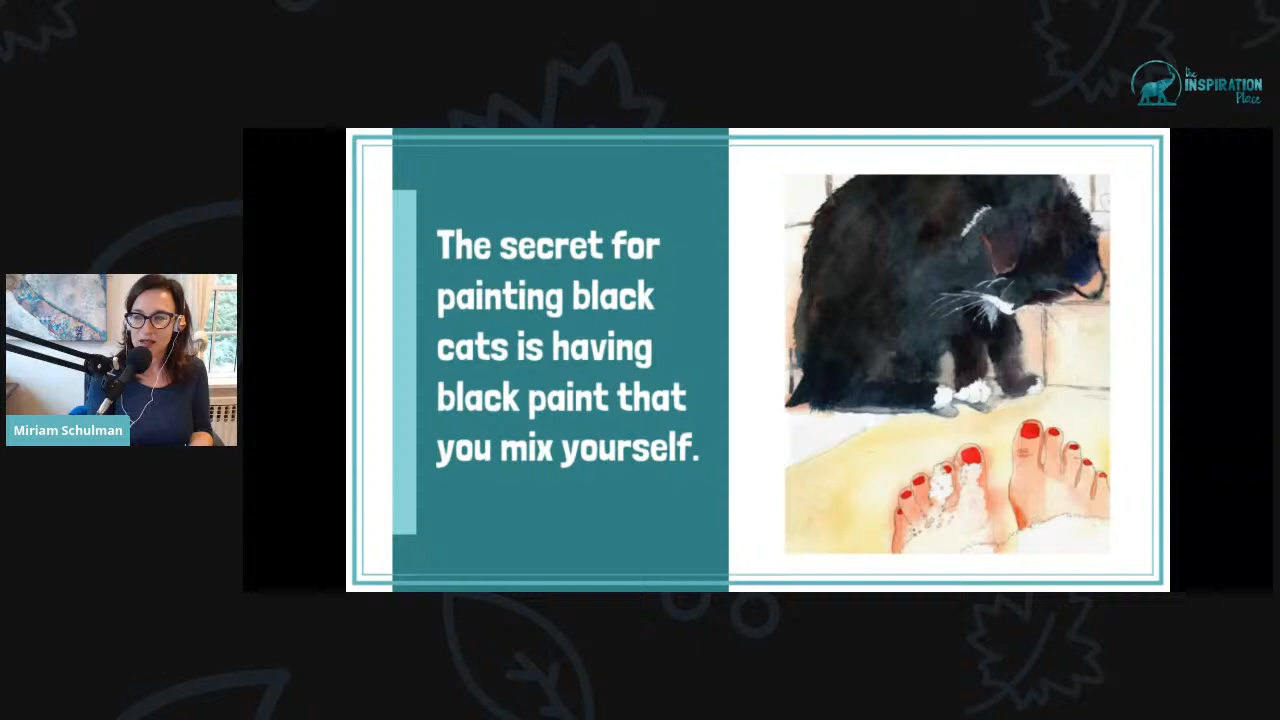 the
INSPIRATION
Place
The secret for
painting black
cats is having
black paint that
you mix yourself.
Miriam Schulman